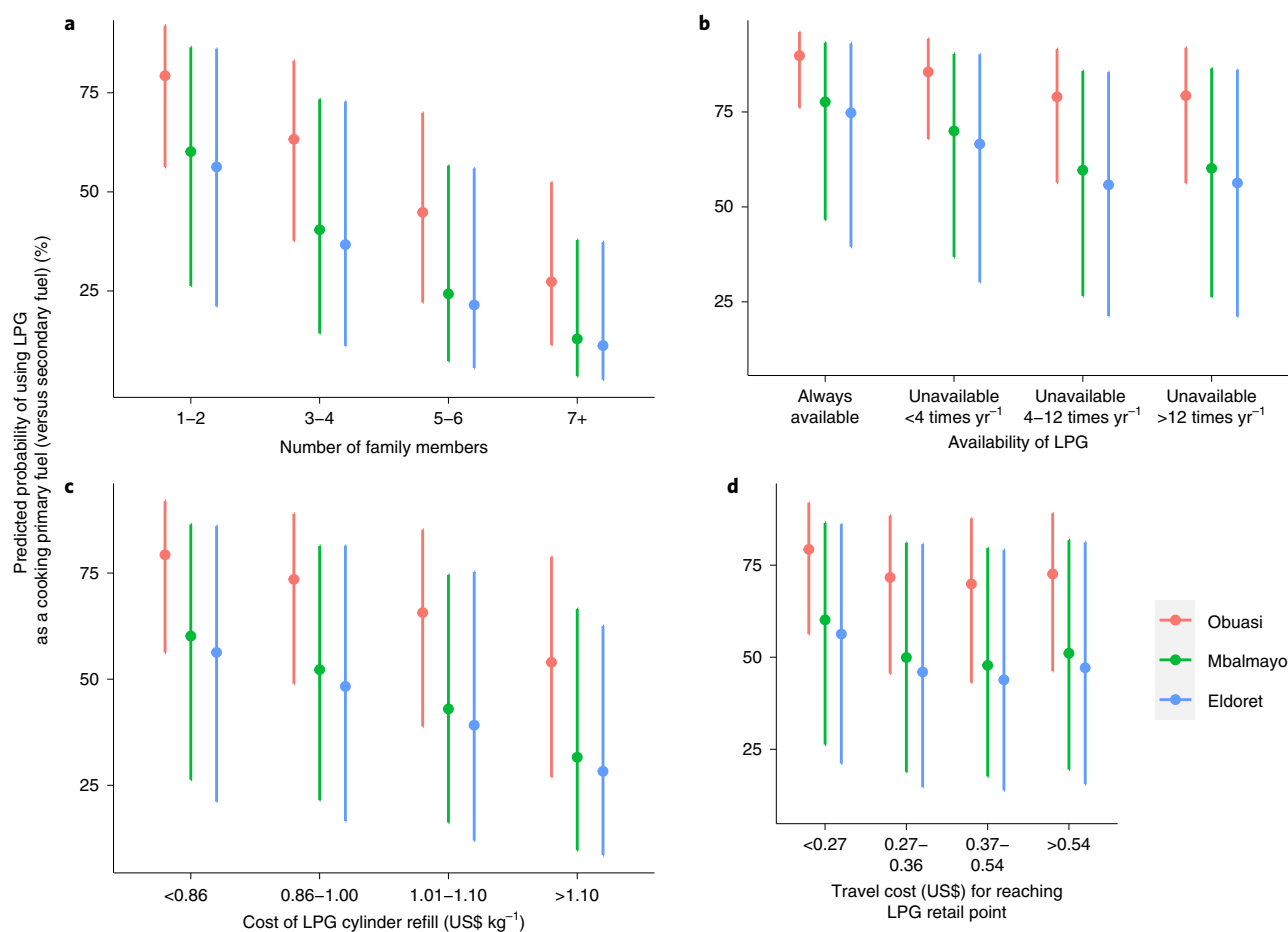 Predicted probability of using LPG
as a cooking primary fuel (versus secondary fuel) (%)
a
75
50
25
1–2
3–4
5–6
7+
Number of family members
b
75
50
25
Always
available
Unavailable
<4 times yr⁻¹
Unavailable
4–12 times yr⁻¹
Unavailable
>12 times yr⁻¹
Availability of LPG
c
75
50
25
<0.86
0.86–1.00
1.01–1.10
>1.10
Cost of LPG cylinder refill (US$ kg⁻¹)
d
75
50
25
<0.27
0.27–
0.36
0.37–
0.54
>0.54
Travel cost (US$) for reaching
LPG retail point
Obuasi
Mbalmayo
Eldoret